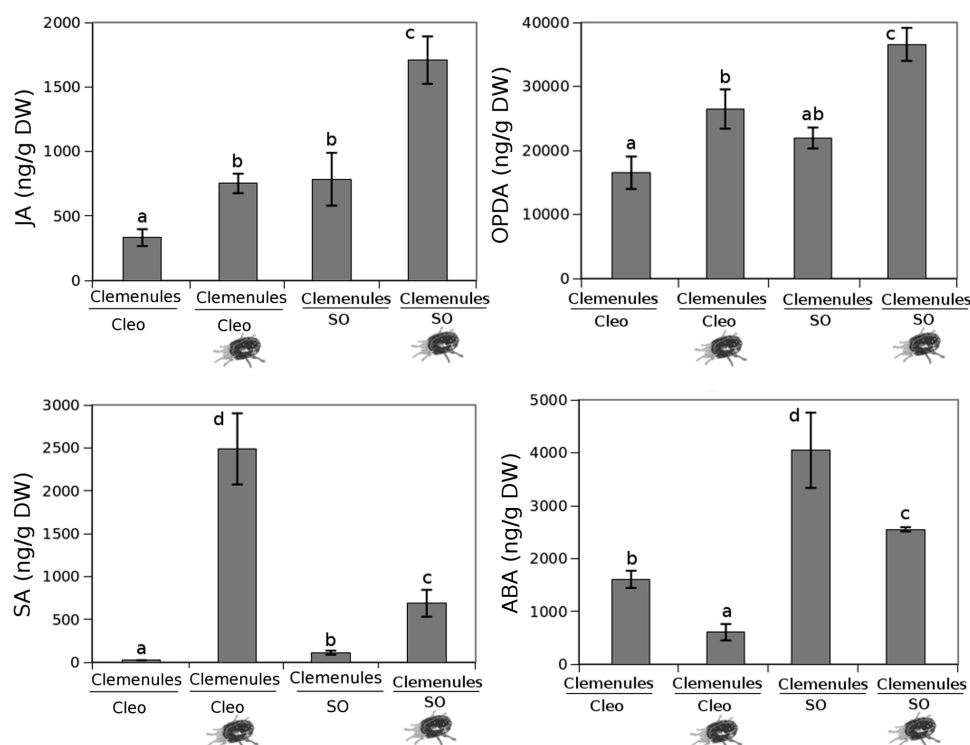 JA (ng/g DW)
2000
1500
1000
500
0
a
b
b
c
Clemenules
Cleo
Clemenules
Cleo
Clemenules
SO
Clemenules
SO
OPDA (ng/g DW)
40000
30000
20000
10000
0
a
b
ab
c
Clemenules
Cleo
Clemenules
Cleo
Clemenules
SO
Clemenules
SO
SA (ng/g DW)
3000
2500
2000
1500
1000
500
0
a
d
b
c
Clemenules
Cleo
Clemenules
Cleo
Clemenules
SO
Clemenules
SO
ABA (ng/g DW)
5000
4000
3000
2000
1000
0
b
a
d
c
Clemenules
Cleo
Clemenules
Cleo
Clemenules
SO
Clemenules
SO